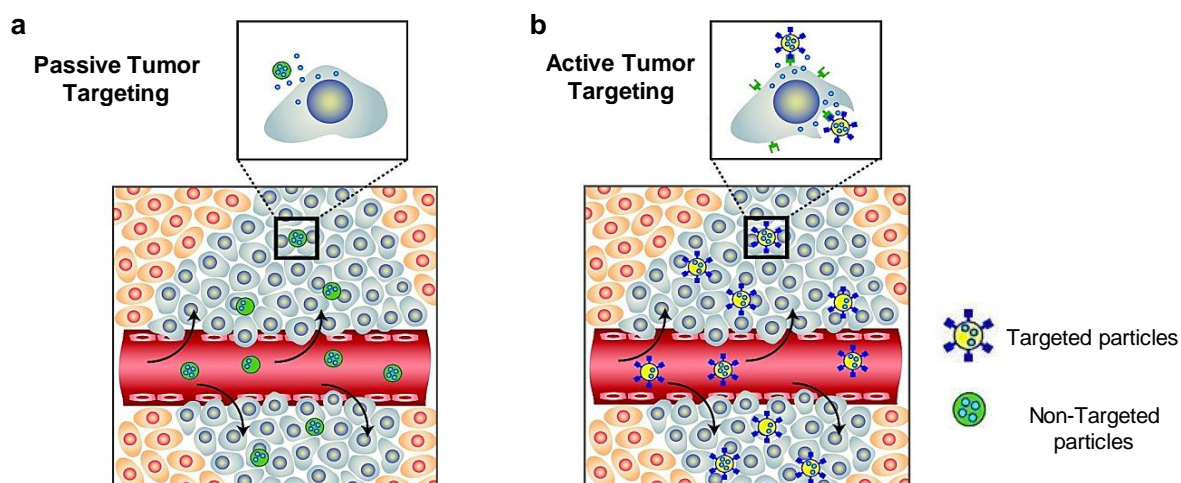 a
Passive Tumor
Targeting
b
Active Tumor
Targeting
Targeted particles
Non-Targeted
particles